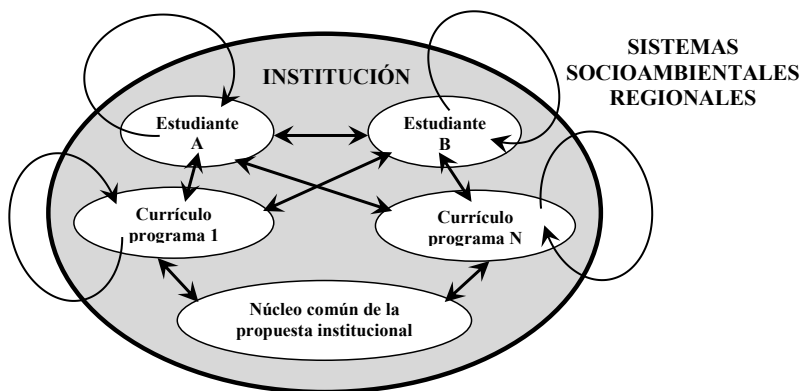 SISTEMAS
SOCIOAMBIENTALES
REGIONALES
INSTITUCIÓN
Estudiante
A
Estudiante
B
Currículo
programa 1
Currículo
programa N
Núcleo común de la
propuesta institucional